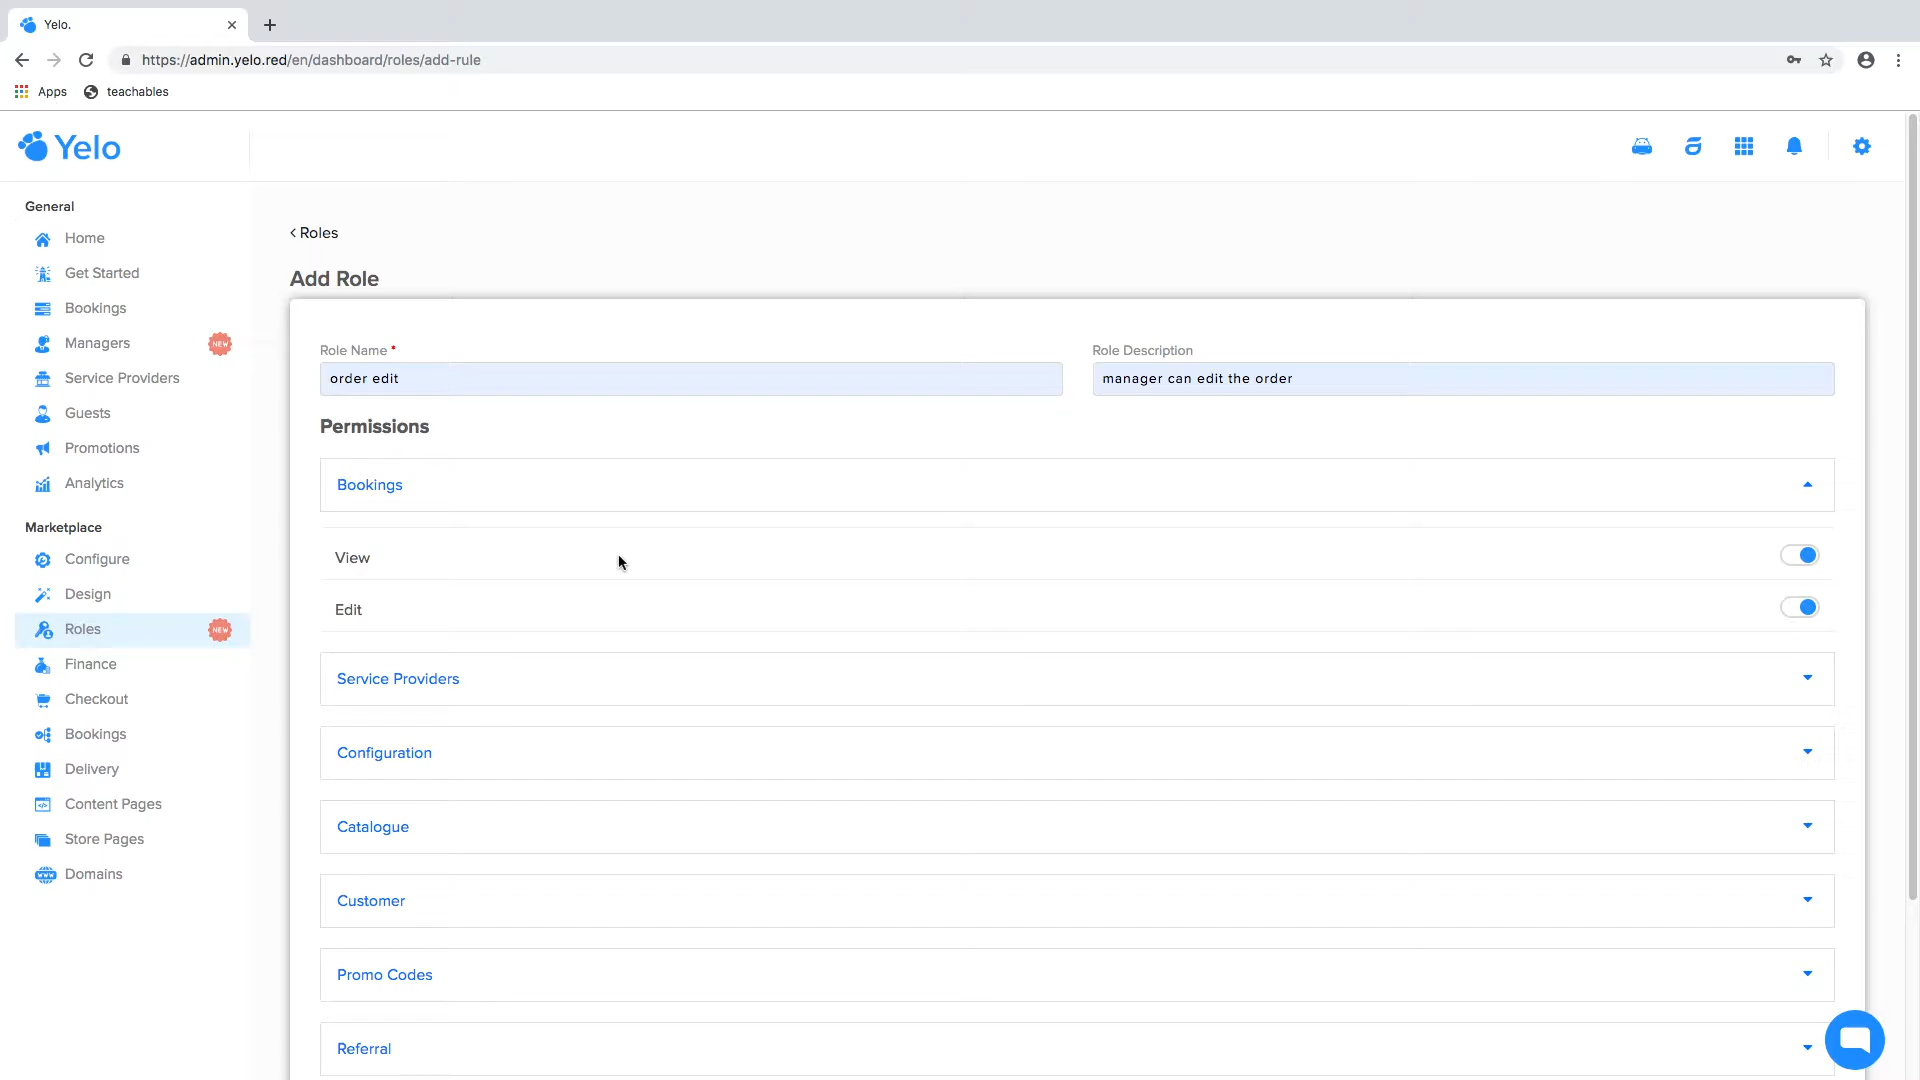 Yelo.
https://admin.yelo.red/en/dashboard/roles/add-rule
Apps
teachables
Yelo
General
Home
Get Started
Bookings
Managers
NEW
Service Providers
Guests
Promotions
Analytics
Marketplace
Configure
Design
Roles
NEW
Finance
Checkout
Bookings
Delivery
Content Pages
Store Pages
Domains
< Roles
Add Role
Role Name *
order edit
Role Description
manager can edit the order
Permissions
Bookings
View
Edit
Service Providers
Configuration
Catalogue
Customer
Promo Codes
Referral